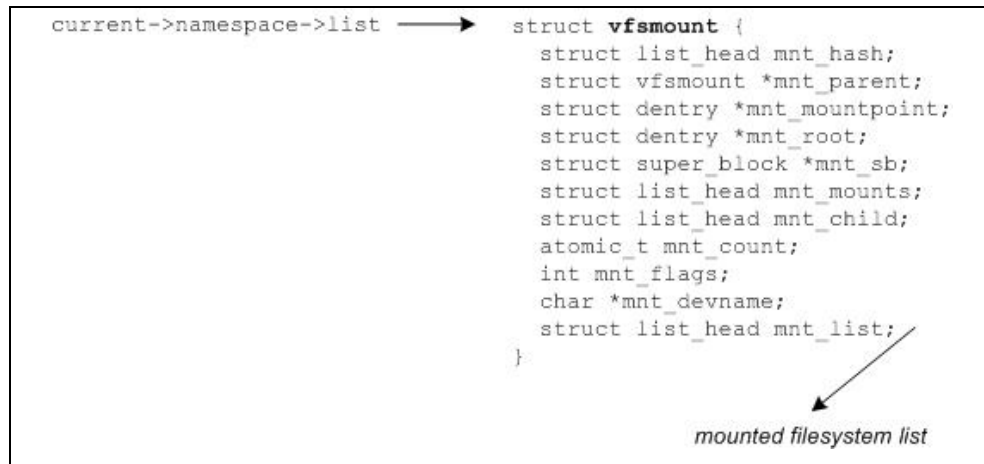 current->namespace->list
struct vfsmount {
struct list_head mnt_hash;
struct vfsmount *mnt_parent;
struct dentry *mnt_mountpoint;
struct dentry *mnt_root;
struct super_block *mnt_sb;
struct list_head mnt_mounts;
struct list_head mnt_child;
atomic_t mnt_count;
int mnt_flags;
char *mnt_devname;
struct list_head mnt_list;
}
mounted filesystem list